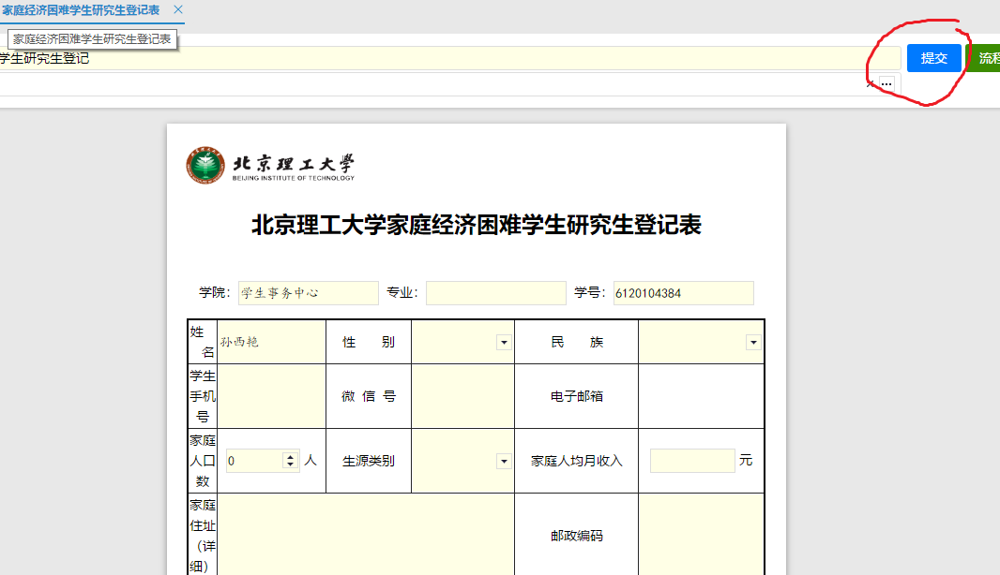 家庭经济困难学生研究生登记表 ×
家庭经济困难学生研究生登记表
学生研究生登记
提交
流程
× ...
北京理工大学
BEIJING INSTITUTE OF TECHNOLOGY
北京理工大学家庭经济困难学生研究生登记表
学院： 学生事务中心 专业： 学号： 6120104384
姓名 孙西艳 性 别 民 族
学生手机号 微 信 号 电子邮箱
家庭人口数 0 人 生源类别 家庭人均月收入 元
家庭住址（详细） 邮政编码